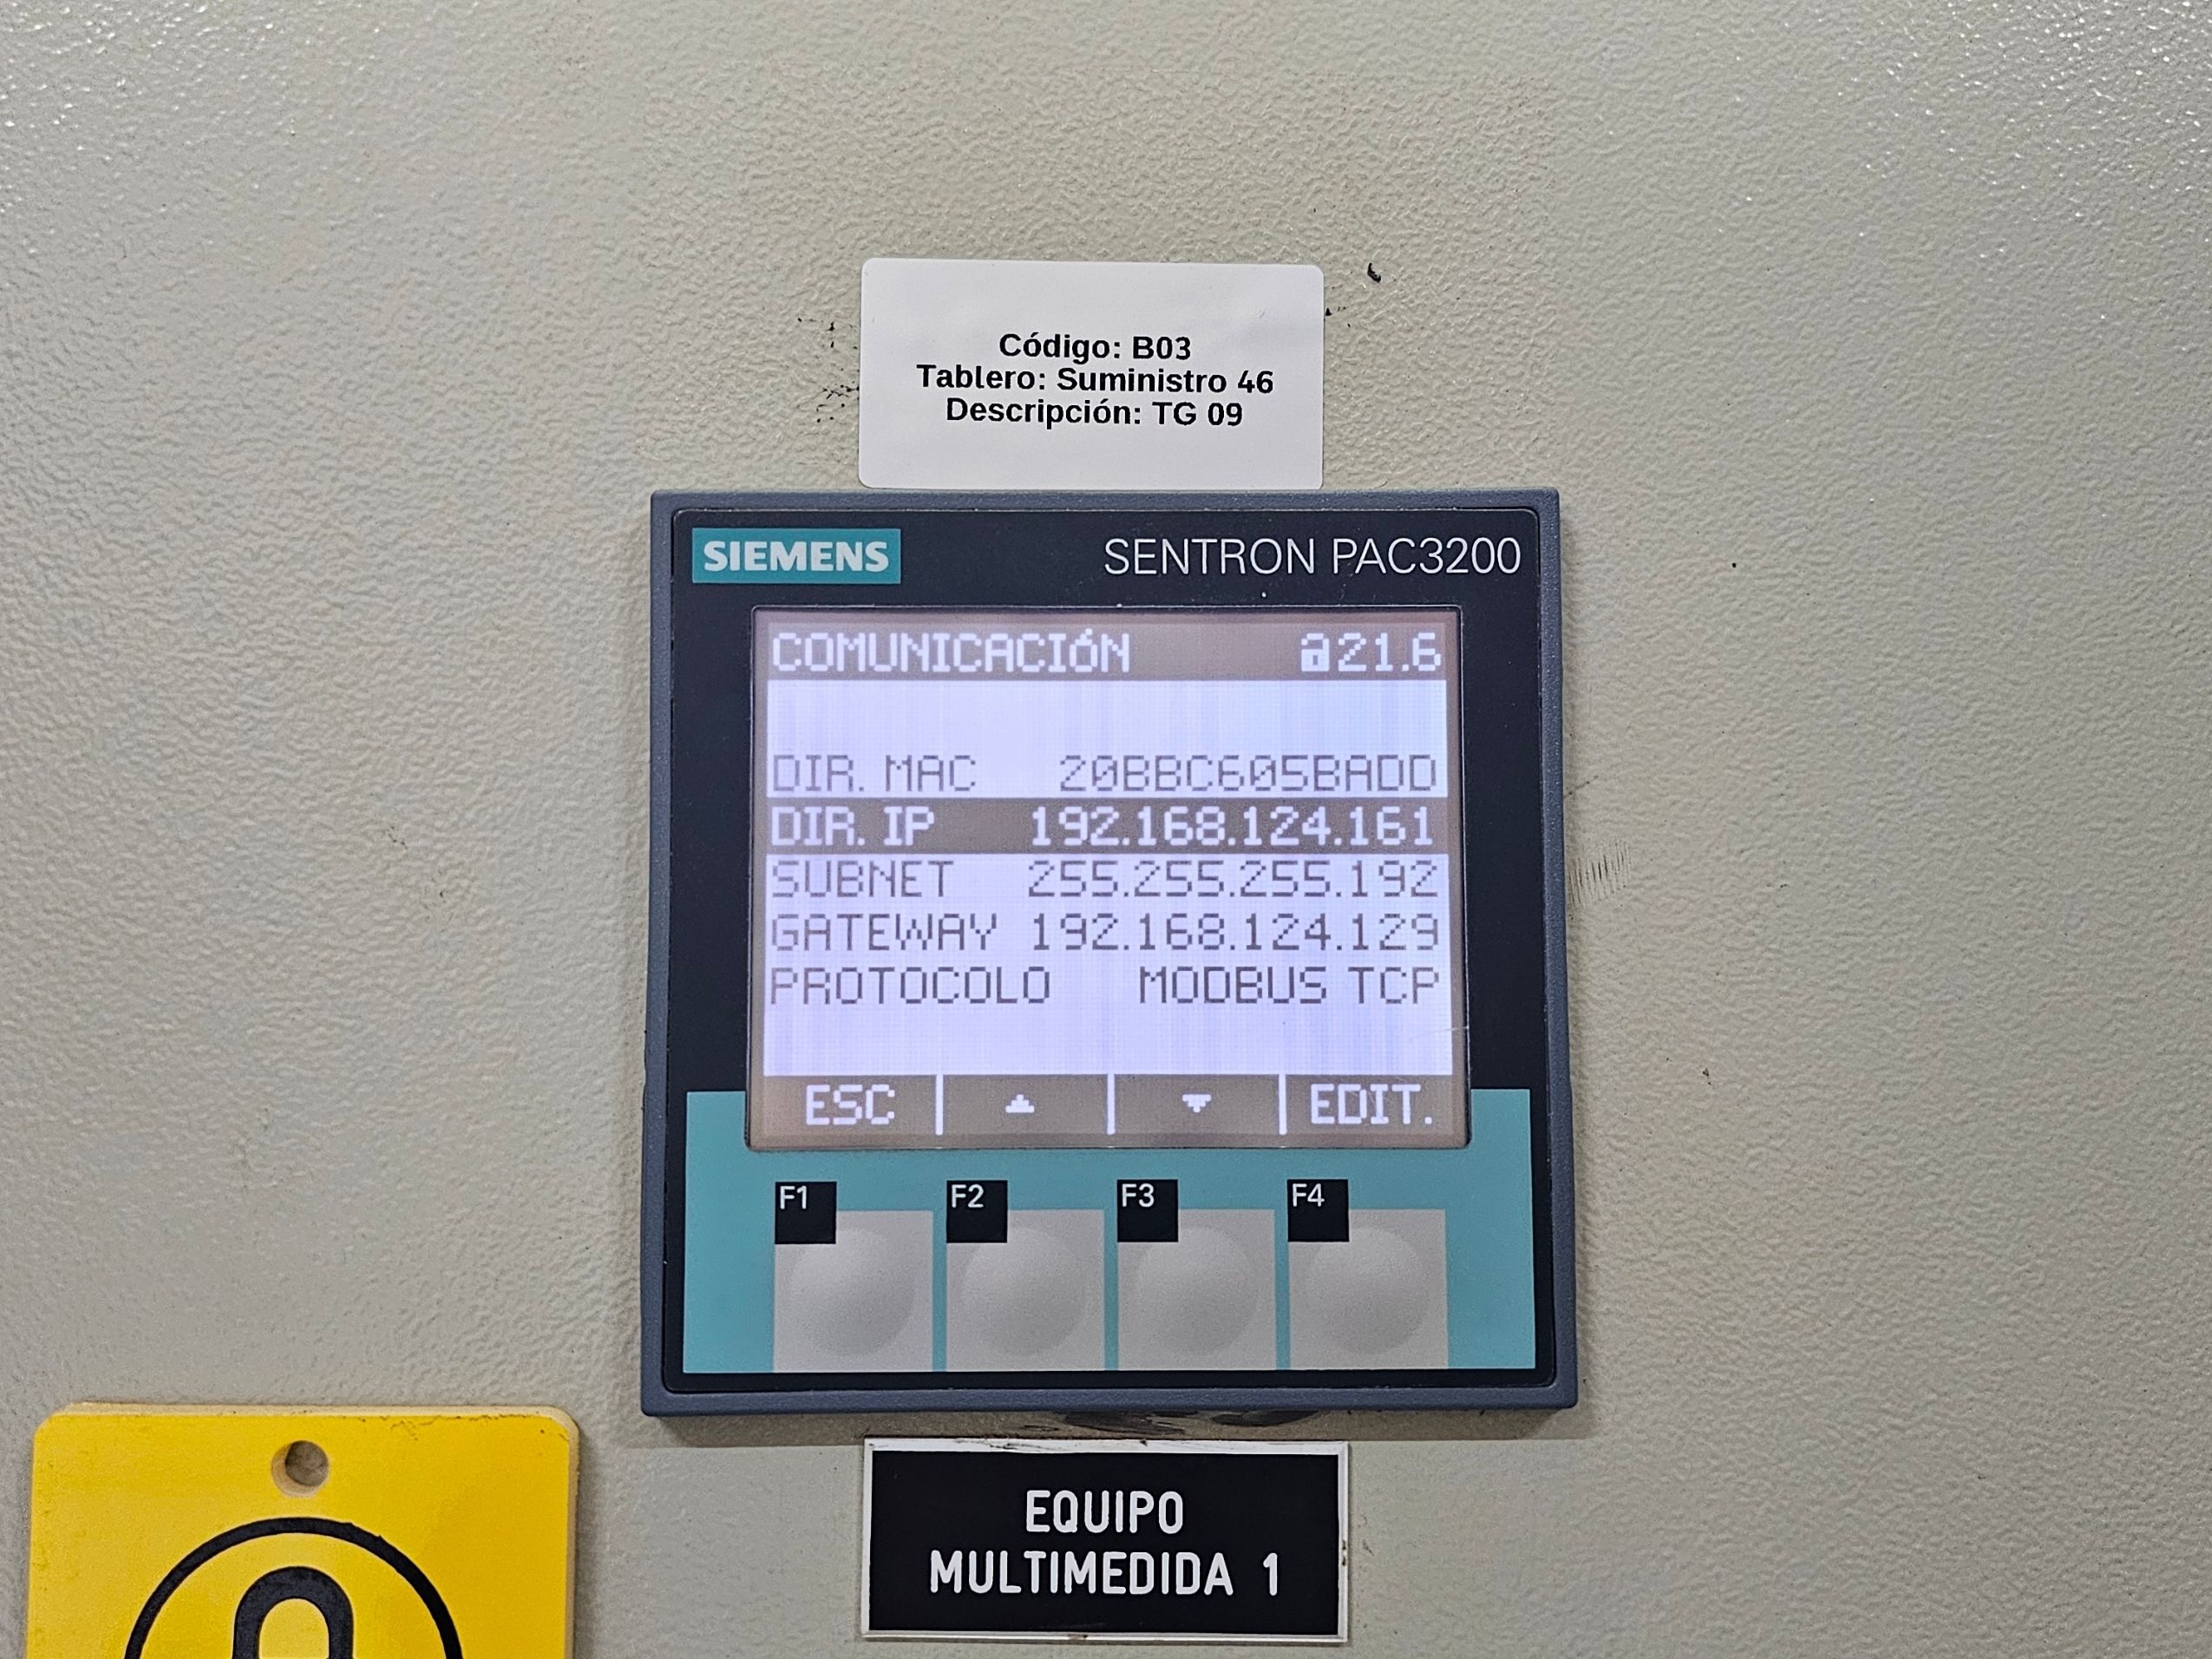 Código: B03
Tablero: Suministro 46
Descripción: TG 09
SIEMENS SENTRON PAC3200
COMUNICACIÓN 21.6
DIR. MAC 20BBC605BADD
DIR. IP 192.168.124.161
SUBNET 255.255.255.192
GATEWAY 192.168.124.129
PROTOCOLO MODBUS TCP
ESC EDIT.
F1 F2 F3 F4
EQUIPO
MULTIMEDIDA 1